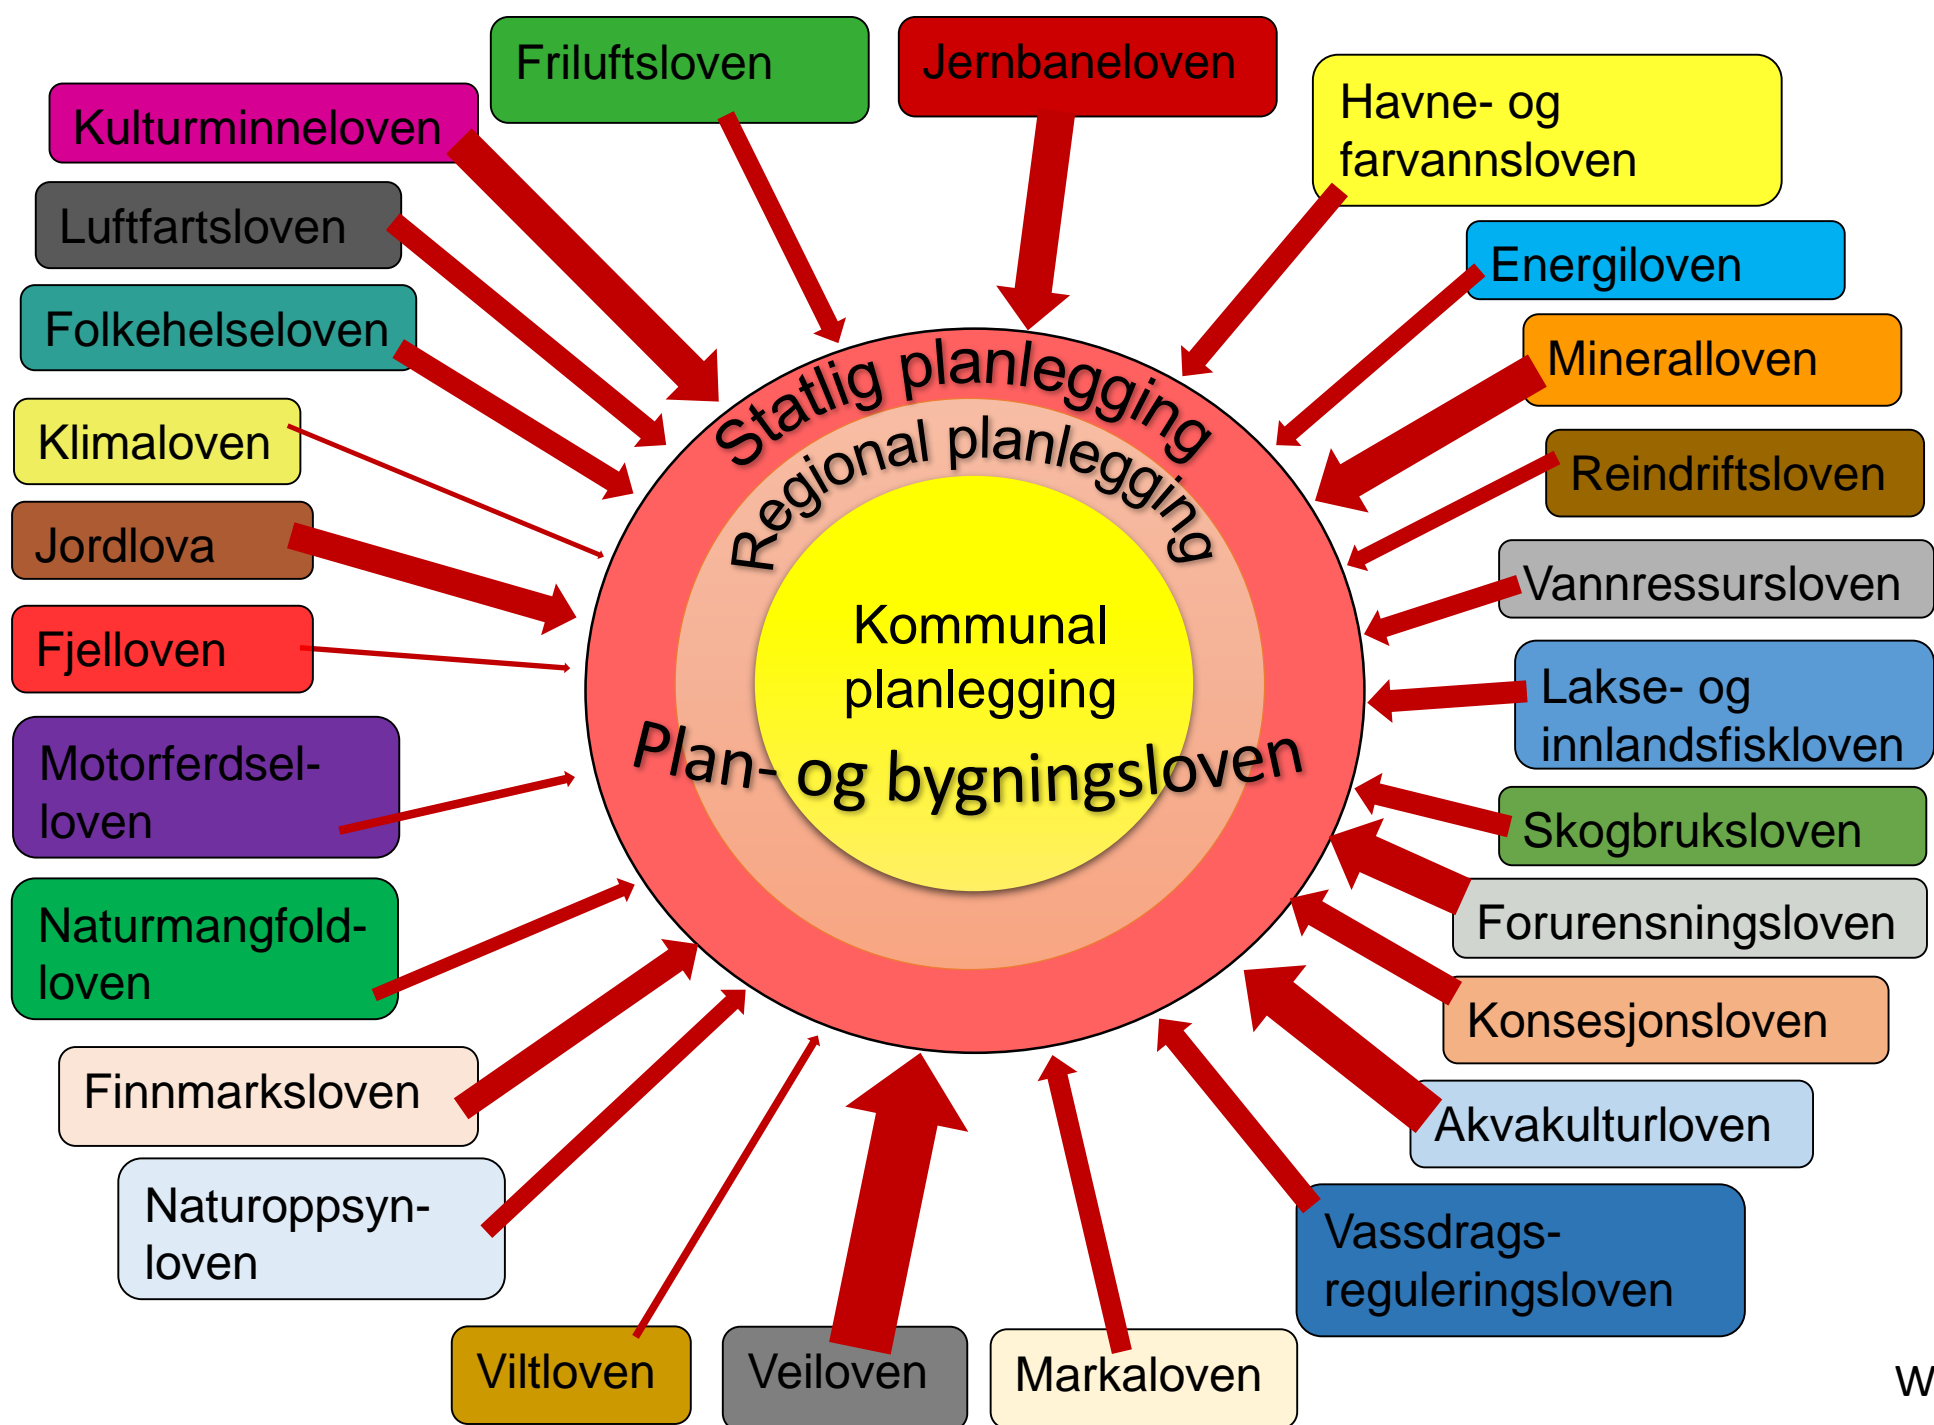 Friluftsloven
Jernbaneloven
Havne- og
farvannsloven
Kulturminneloven
Luftfartsloven
Energiloven
Folkehelseloven
Mineralloven
Klimaloven
Reindriftsloven
Jordlova
Vannressursloven
Fjelloven
Lakse- og
innlandsfiskloven
Motorferdsel-
loven
Skogbruksloven
Naturmangfold-
loven
Forurensningsloven
Konsesjonsloven
Finnmarksloven
Akvakulturloven
Naturoppsyn-
loven
Vassdrags-
reguleringsloven
Viltloven
Veiloven
Markaloven
Statlig planlegging
Regional planlegging
Kommunal
planlegging
Plan- og bygningsloven
W